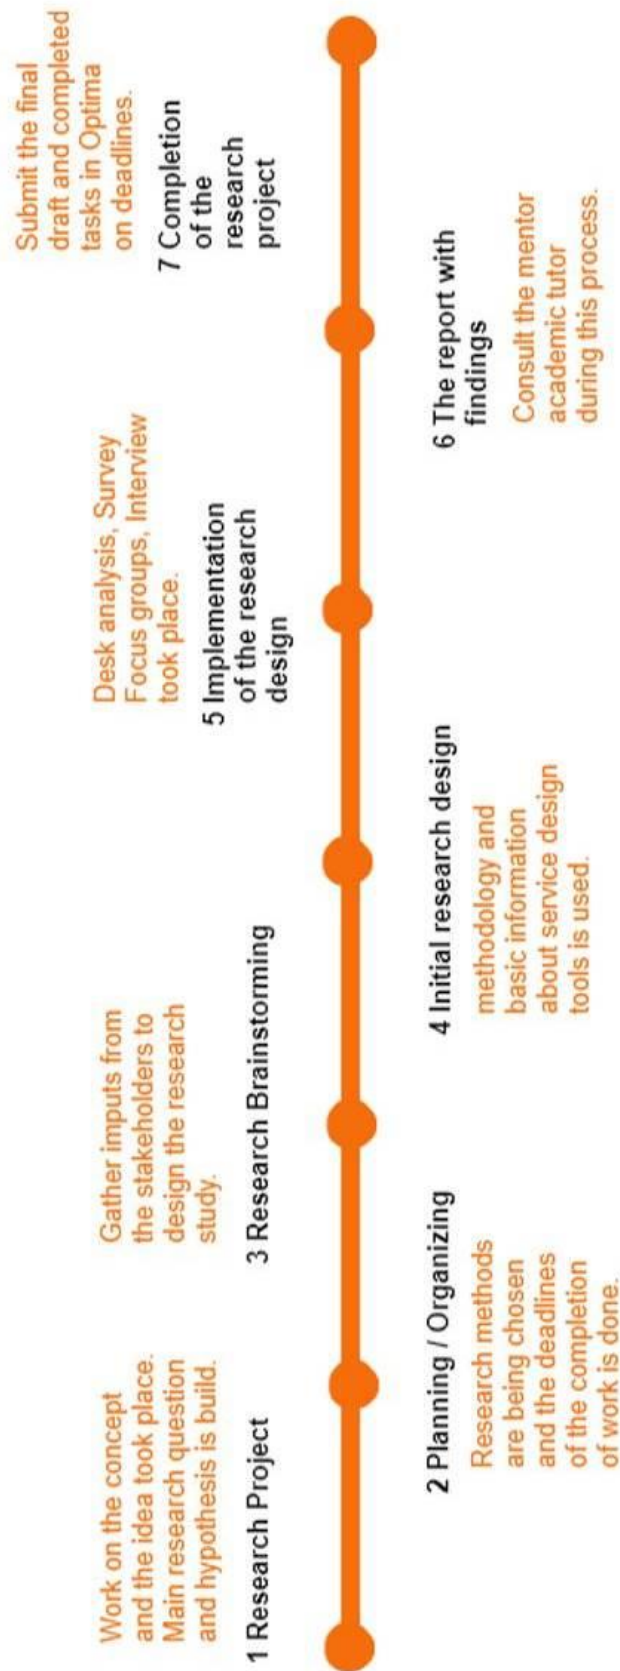 Work on the concept
and the idea took place.
Main research question
and hypothesis is build.
1 Research Project
2 Planning / Organizing
Research methods
are being chosen
and the deadlines
of the completion
of work is done.
Gather imputs from
the stakeholders to
design the research
study.
3 Research Brainstorming
4 Initial research design
methodology and
basic information
about service design
tools is used.
Desk analysis, Survey
Focus groups, Interview
took place.
5 Implementation
of the research
design
6 The report with
findings
Consult the mentor
academic tutor
during this process.
Submit the final
draft and completed
tasks in Optima
on deadlines.
7 Completion
of the
research
project